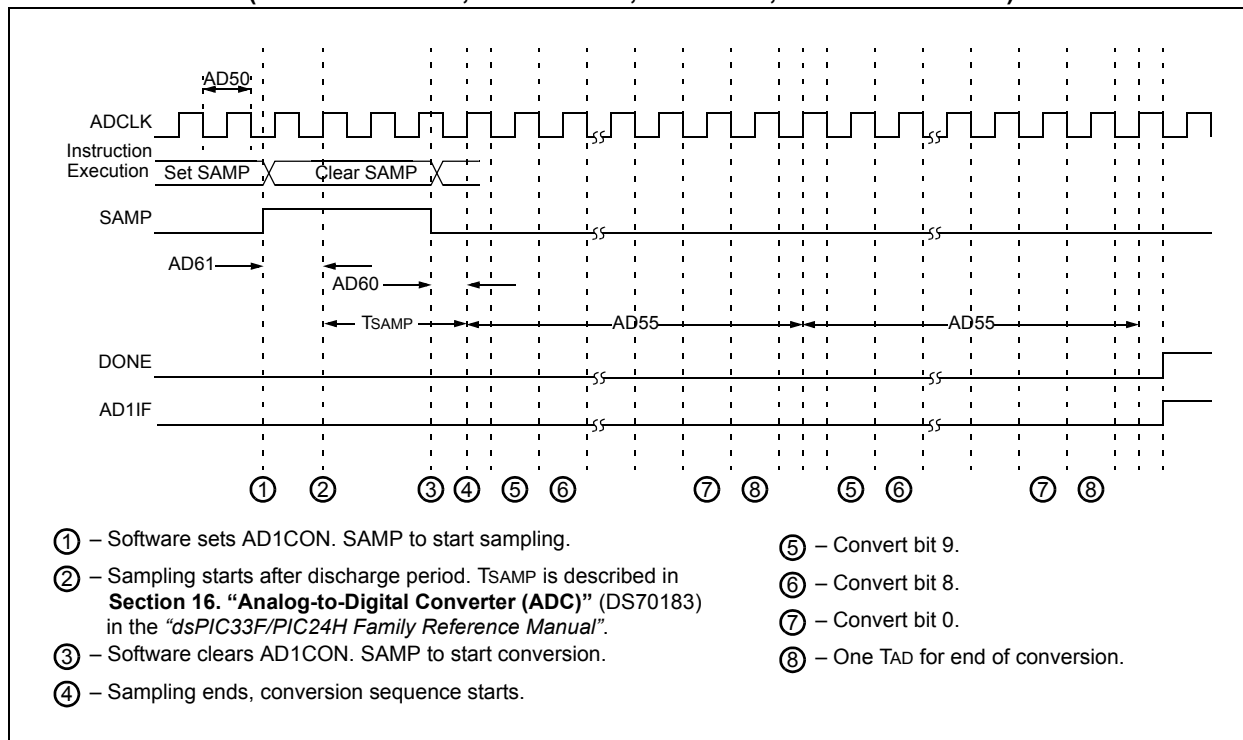 AD50
ADCLK
Instruction
Execution
Set SAMP
Clear SAMP
SAMP
AD61
AD60
TSAMP
AD55
AD55
DONE
AD1IF
① ② ③ ④ ⑤ ⑥ ⑦ ⑧ ⑤ ⑥ ⑦ ⑧
① – Software sets AD1CON. SAMP to start sampling.
② – Sampling starts after discharge period. TSAMP is described in
Section 16. “Analog-to-Digital Converter (ADC)” (DS70183)
in the “dsPIC33F/PIC24H Family Reference Manual”.
③ – Software clears AD1CON. SAMP to start conversion.
④ – Sampling ends, conversion sequence starts.
⑤ – Convert bit 9.
⑥ – Convert bit 8.
⑦ – Convert bit 0.
⑧ – One TAD for end of conversion.